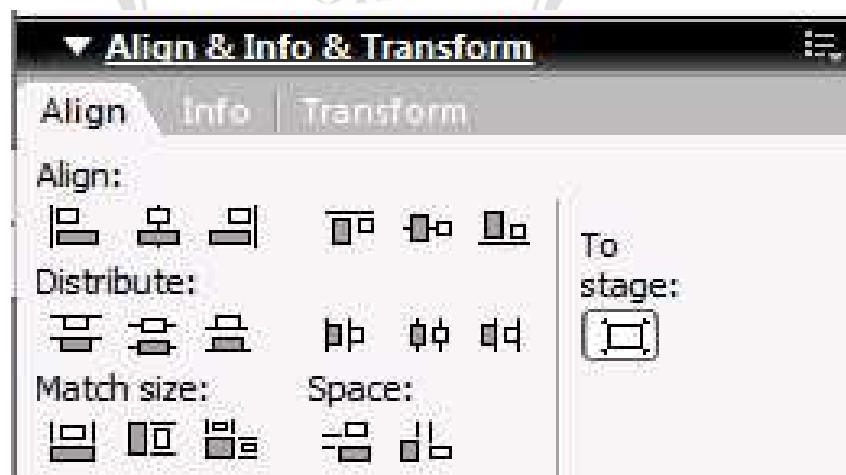 Align & Info & Transform
Align Info Transform
Align:
To
Distribute:
stage:
Match size: Space: